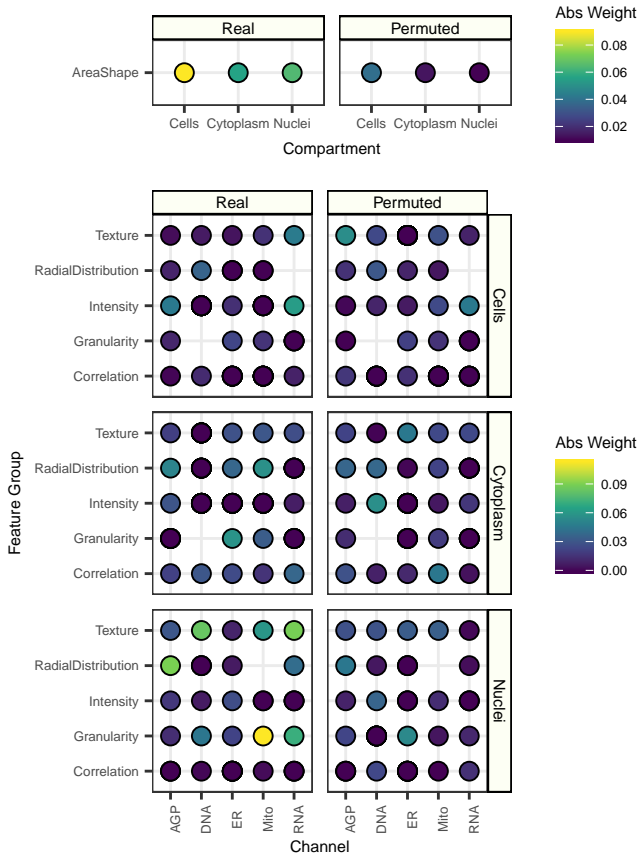 Real Permuted
AreaShape
Cells Cytoplasm Nuclei Cells Cytoplasm Nuclei
Compartment
Abs Weight
0.08
0.06
0.04
0.02
Real Permuted
Texture
RadialDistribution
Intensity
Granularity
Correlation
Cells
Texture
RadialDistribution
Intensity
Granularity
Correlation
Cytoplasm
Texture
RadialDistribution
Intensity
Granularity
Correlation
Nuclei
Feature Group
AGP DNA ER Mito RNA AGP DNA ER Mito RNA
Channel
Abs Weight
0.09
0.06
0.03
0.00